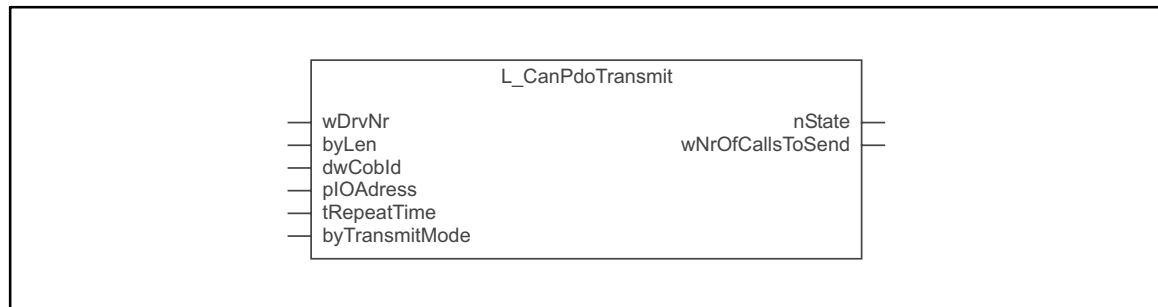 L_CanPdoTransmit
wDrvNr
nState
byLen
wNrOfCallsToSend
dwCobId
pIOAdress
tRepeatTime
byTransmitMode